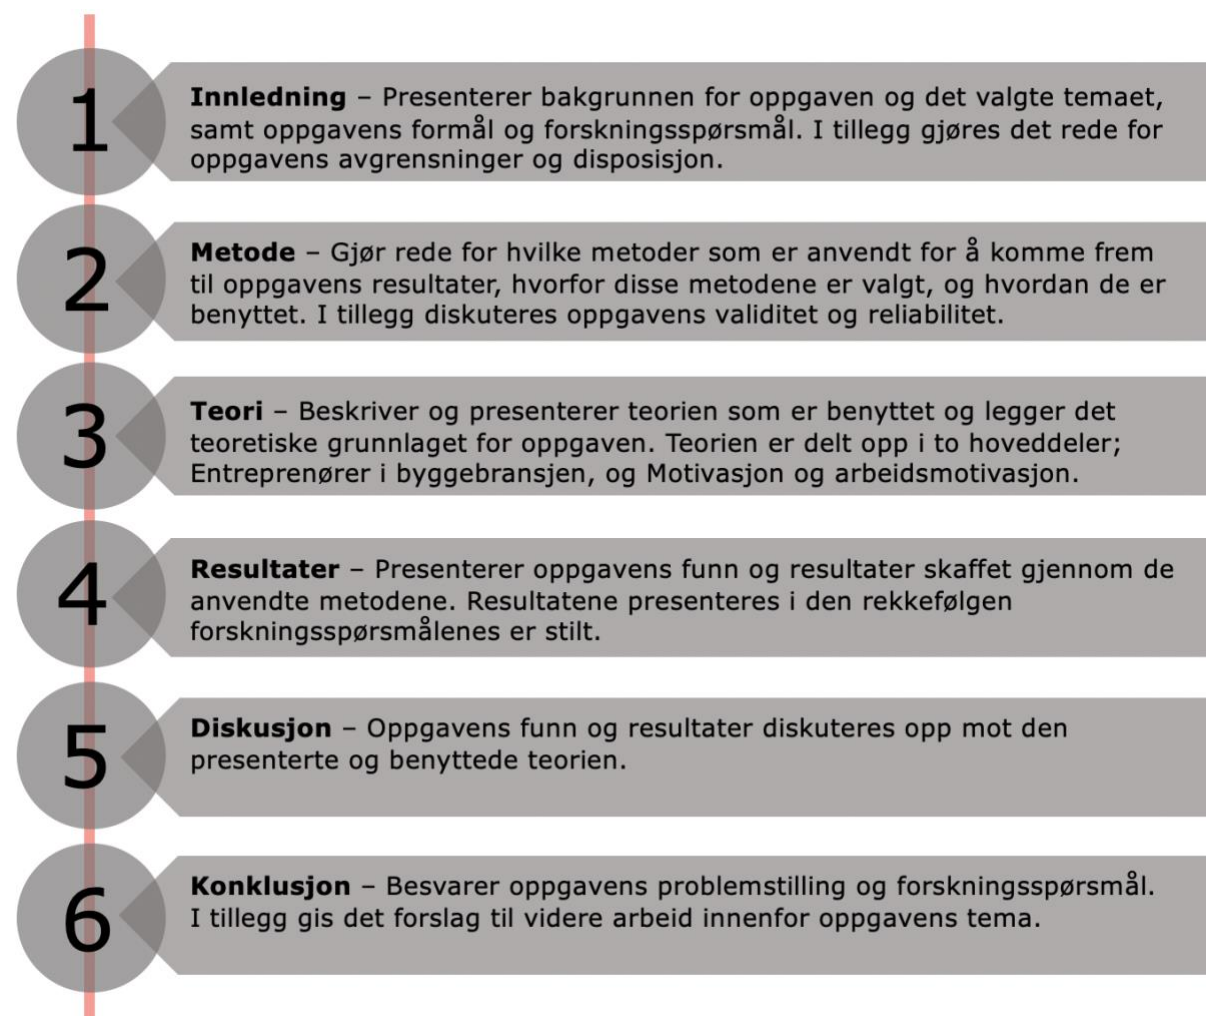 1
Innledning – Presenterer bakgrunnen for oppgaven og det valgte temaet,
samt oppgavens formål og forskningsspørsmål. I tillegg gjøres det rede for
oppgavens avgrensninger og disposisjon.
2
Metode – Gjør rede for hvilke metoder som er anvendt for å komme frem
til oppgavens resultater, hvorfor disse metodene er valgt, og hvordan de er
benyttet. I tillegg diskuteres oppgavens validitet og reliabilitet.
3
Teori – Beskriver og presenterer teorien som er benyttet og legger det
teoretiske grunnlaget for oppgaven. Teorien er delt opp i to hoveddeler;
Entreprenører i byggebransjen, og Motivasjon og arbeidsmotivasjon.
4
Resultater – Presenterer oppgavens funn og resultater skaffet gjennom de
anvendte metodene. Resultatene presenteres i den rekkefølgen
forskningsspørsmålenes er stilt.
5
Diskusjon – Oppgavens funn og resultater diskuteres opp mot den
presenterte og benyttede teorien.
6
Konklusjon – Besvarer oppgavens problemstilling og forskningsspørsmål.
I tillegg gis det forslag til videre arbeid innenfor oppgavens tema.